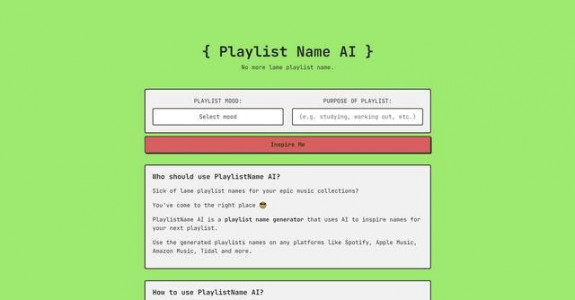 { Playlist Name AI }
No more lame playlist name.
PLAYLIST MOOD:
PURPOSE OF PLAYLIST:
Select mood
(e.g. studying, working out, etc.)
Inspire Me
Who should use PlaylistName AI?
Sick of lame playlist names for your epic music collections?
You've come to the right place 😎
PlaylistName AI is a playlist name generator that uses AI to inspire names for
your next playlist.
Use the generated playlists names on any platforms like Spotify, Apple Music,
Amazon Music, Tidal and more.
How to use PlaylistName AI?